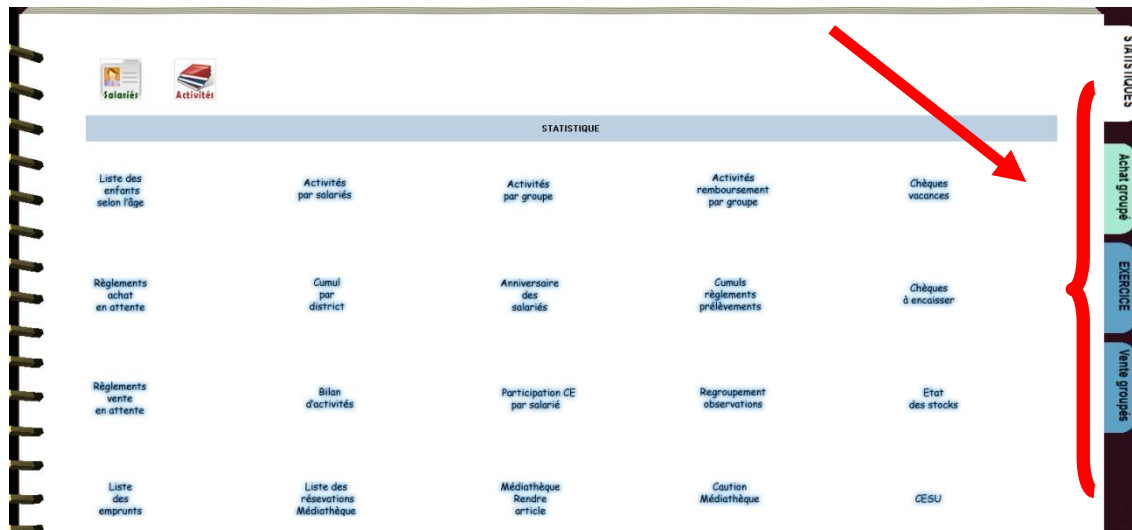 Salariés
Activités
STATISTIQUE
Liste des
enfants
selon l'âge
Activités
par salariés
Activités
par groupe
Activités
remboursement
par groupe
Chèques
vacances
Règlements
achat
en attente
Cumul
par
district
Anniversaire
des
salariés
Cumuls
règlements
prélèvements
Chèques
à encaisser
Règlements
vente
en attente
Bilan
d'activités
Participation CE
par salarié
Regroupement
observations
Etat
des stocks
Liste
des
emprunts
Liste des
résevations
Médiathèque
Médiathèque
Rendre
article
Caution
Médiathèque
CESU
STATISTIQUES
Achat groupé
EXERCICE
Vente groupés